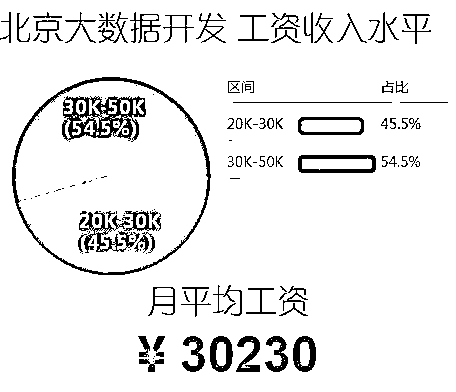 北京大数据开发 工资收入水平
30K-50K
(54.5%)
20K-30K
(45.5%)
区间 占比
20K-30K 45.5%
30K-50K 54.5%
月平均工资
¥ 30230